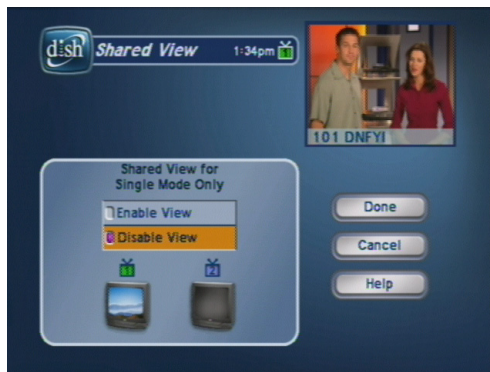 dish Shared View 1:34pm 1
101 DNFYI
Shared View for
Single Mode Only
Enable View
Disable View
1 2
Done
Cancel
Help